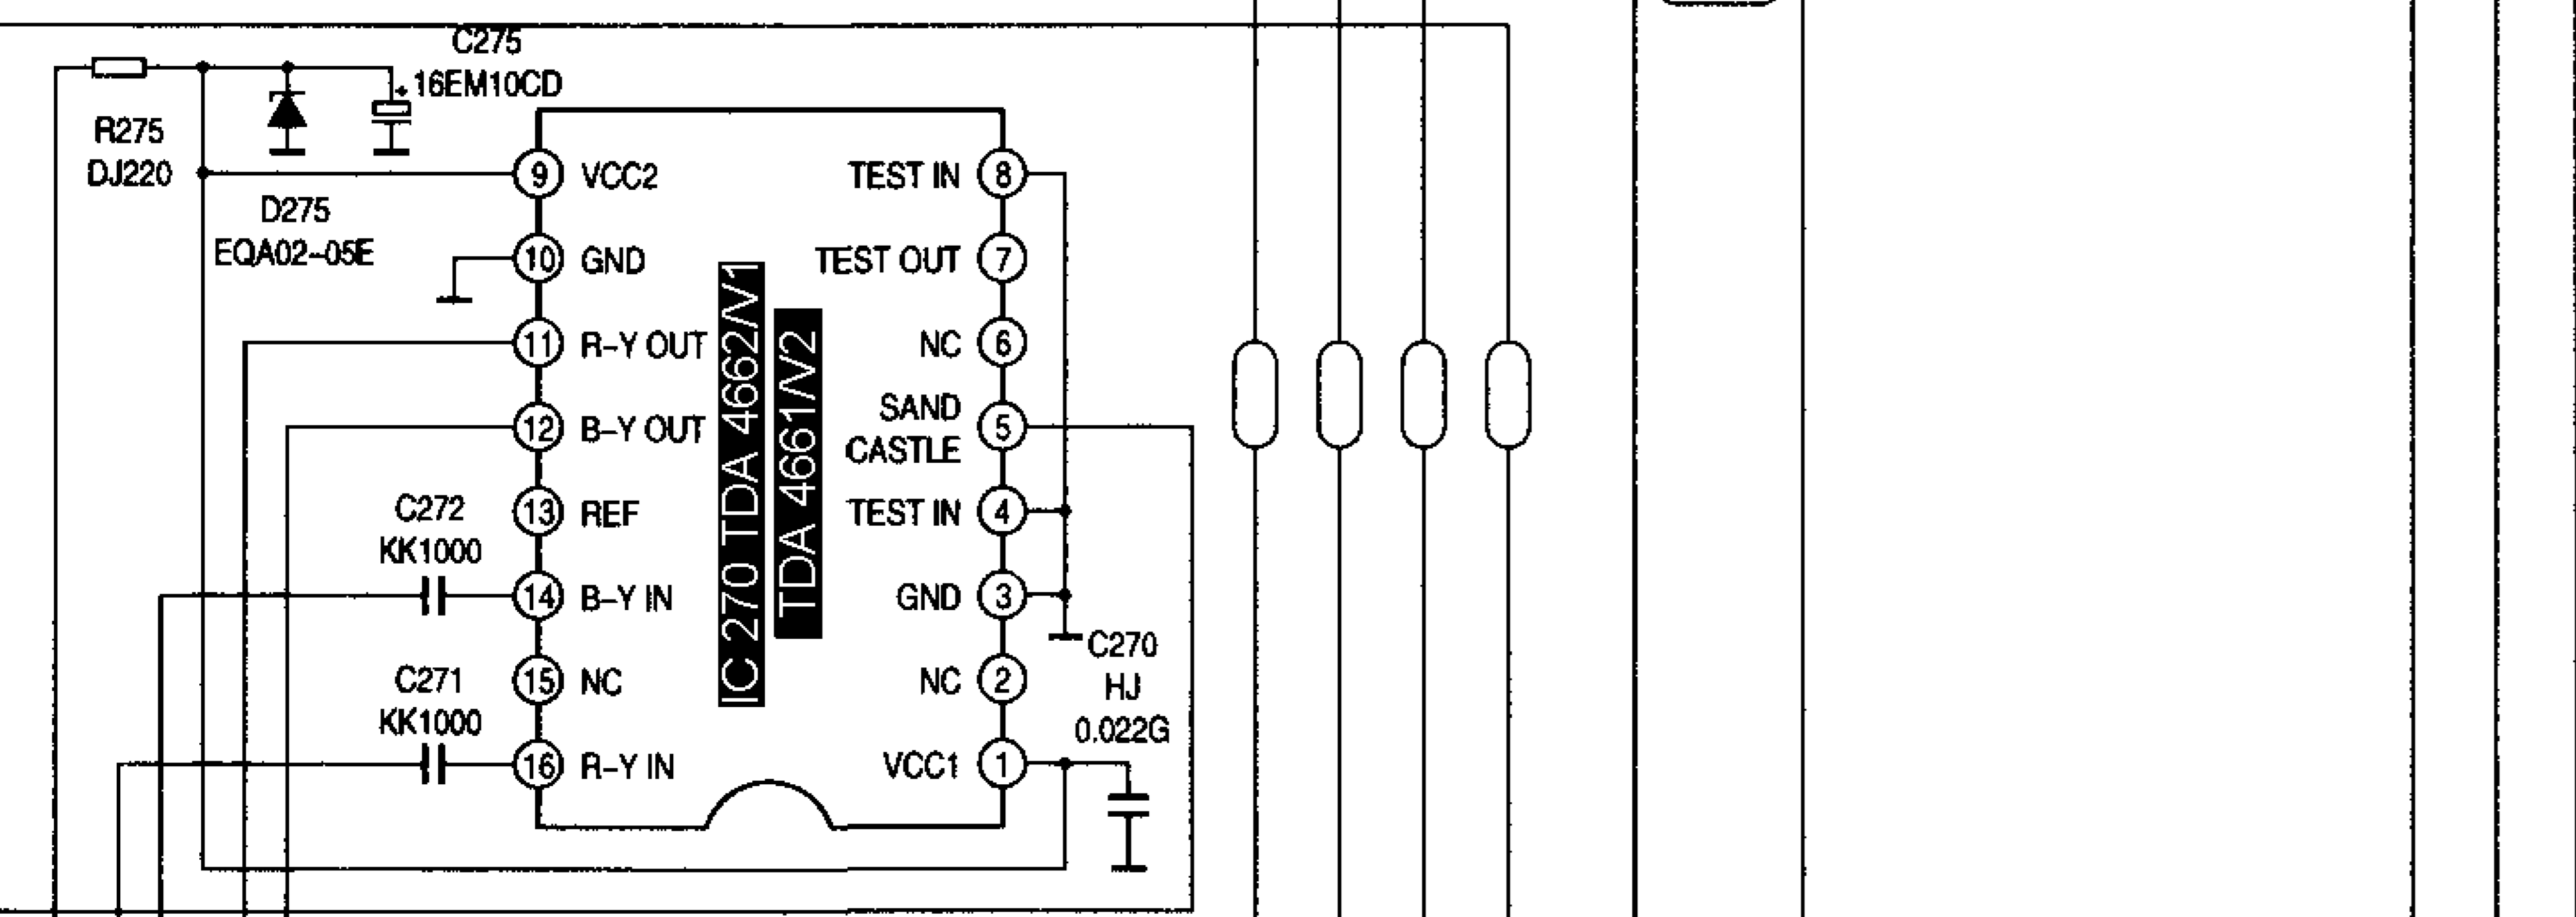 C275
16EM10CD
+
R275
DJ220
D275
EQA02-05E
9 VCC2
10 GND
11 R-Y OUT
12 B-Y OUT
13 REF
14 B-Y IN
15 NC
16 R-Y IN
C272
KK1000
C271
KK1000
IC 270 TDA 4662/V1
TDA 4661/V2
TEST IN 8
TEST OUT 7
NC 6
SAND
CASTLE 5
TEST IN 4
GND 3
NC 2
VCC1 1
C270
HJ
0.022G